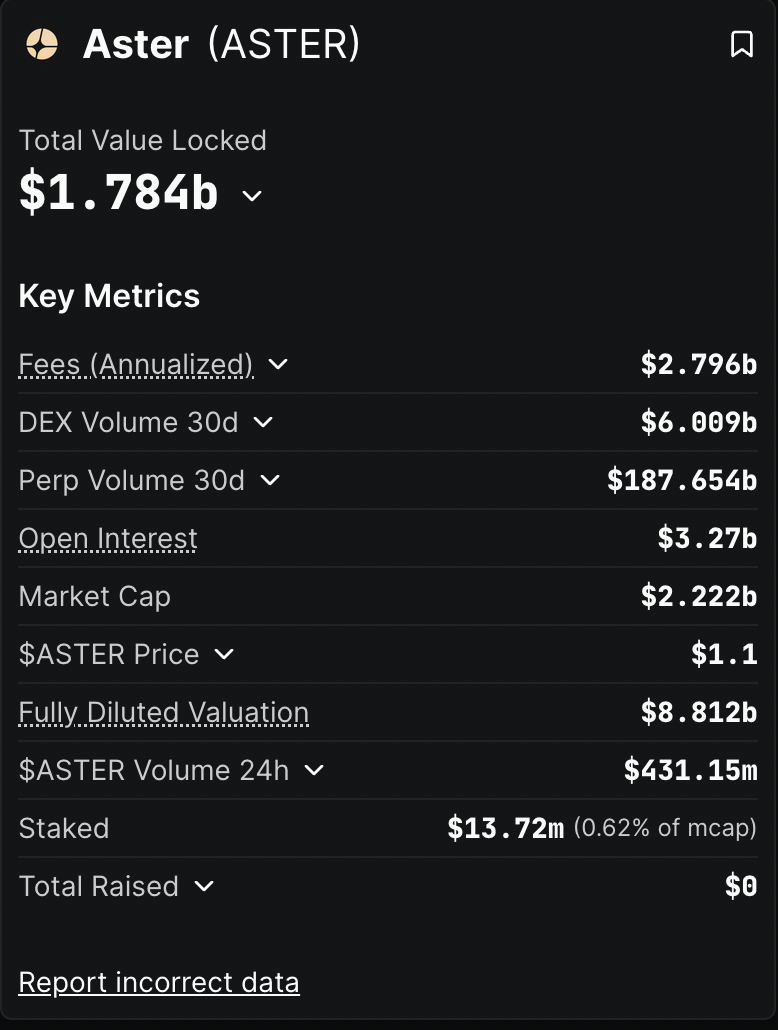 Aster (ASTER)
Total Value Locked
$1.784b
Key Metrics
Fees (Annualized) $2.796b
DEX Volume 30d $6.009b
Perp Volume 30d $187.654b
Open Interest $3.27b
Market Cap $2.222b
$ASTER Price $1.1
Fully Diluted Valuation $8.812b
$ASTER Volume 24h $431.15m
Staked $13.72m (0.62% of mcap)
Total Raised $0
Report incorrect data